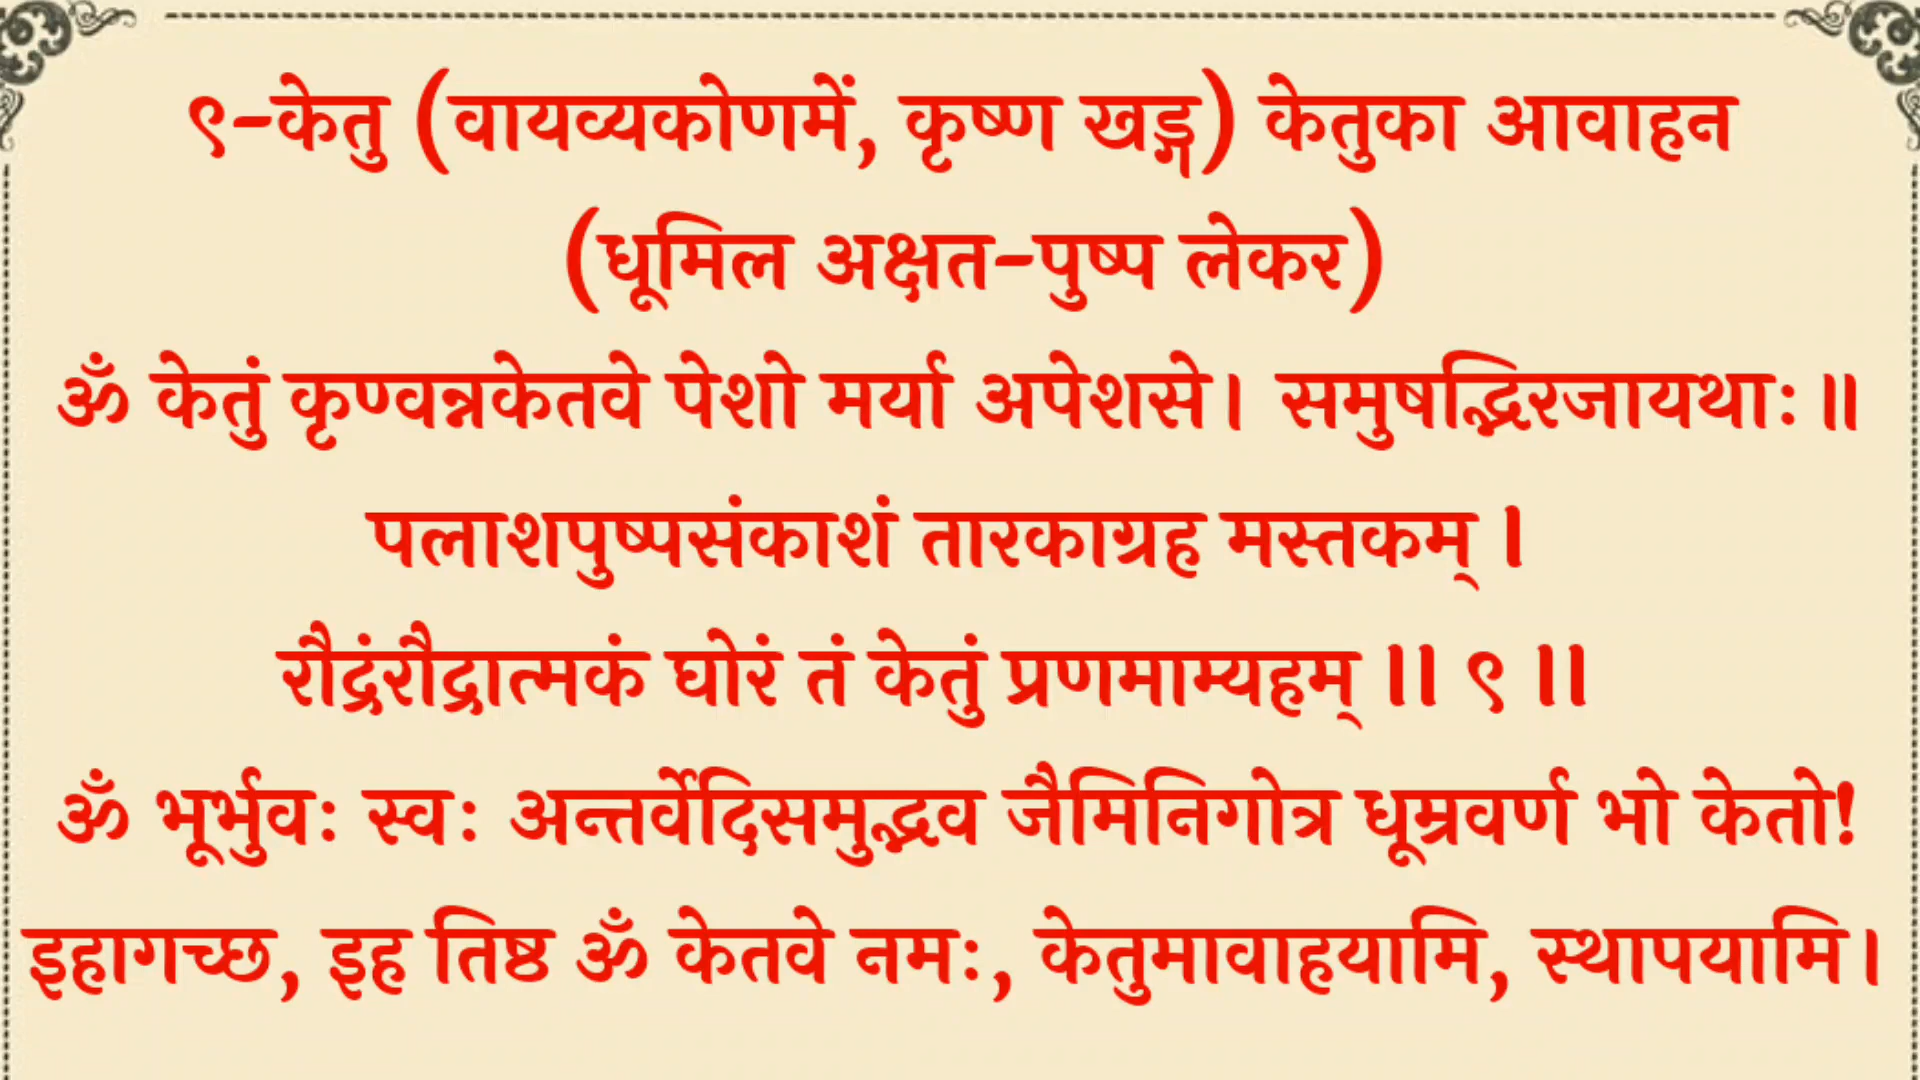 ९-केतु (वायव्यकोणमें, कृष्ण खड्ग) केतुका आवाहन
(धूमिल अक्षत-पुष्प लेकर)
ॐ केतुं कृण्वन्नकेतवे पेशो मर्या अपेशसे। समुषद्भिरजायथाः॥
पलाशपुष्पसंकाशं तारकाग्रह मस्तकम् ।
रौद्रंरौद्रात्मकं घोरं तं केतुं प्रणमाम्यहम् ।। ९ ।।
ॐ भूर्भुवः स्वः अन्तर्वेदिसमुद्भव जैमिनिगोत्र धूम्रवर्ण भो केतो!
इहागच्छ, इह तिष्ठ ॐ केतवे नमः, केतुमावाहयामि, स्थापयामि।